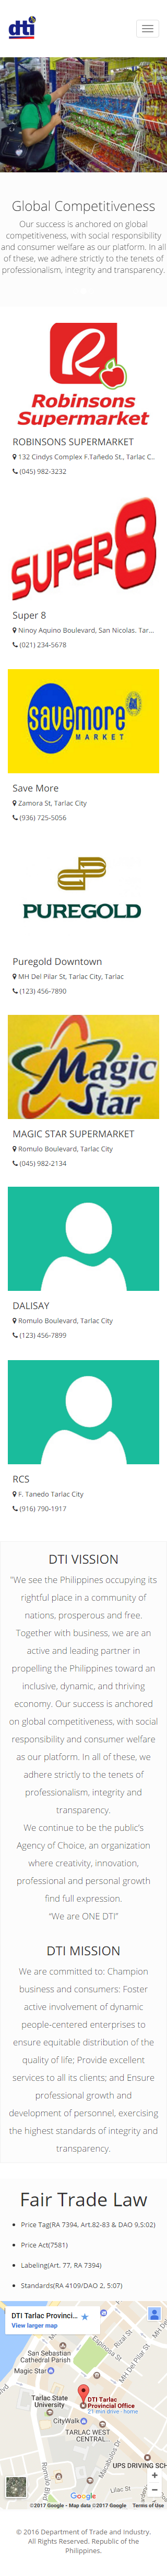 dti
Global Competitiveness
Our success is anchored on global
competitiveness, with social responsibility
and consumer welfare as our platform. In all
of these, we adhere strictly to the tenets of
professionalism, integrity and transparency.
R
Robinsons
Supermarket
ROBINSONS SUPERMARKET
132 Cindys Complex F.Tañedo St., Tarlac C..
(045) 982-3232
SUPER8
Super 8
Ninoy Aquino Boulevard, San Nicolas. Tar...
(021) 234-5678
savemore
MARKET
Save More
Zamora St, Tarlac City
(936) 725-5056
PUREGOLD
Puregold Downtown
MH Del Pilar St, Tarlac City, Tarlac
(123) 456-7890
Magic
Star
MAGIC STAR SUPERMARKET
Romulo Boulevard, Tarlac City
(045) 982-2134
DALISAY
Romulo Boulevard, Tarlac City
(123) 456-7899
RCS
F. Tanedo Tarlac City
(916) 790-1917
DTI VISSION
"We see the Philippines occupying its
rightful place in a community of
nations, prosperous and free.
Together with business, we are an
active and leading partner in
propelling the Philippines toward an
inclusive, dynamic, and thriving
economy. Our success is anchored
on global competitiveness, with social
responsibility and consumer welfare
as our platform. In all of these, we
adhere strictly to the tenets of
professionalism, integrity and
transparency.
We continue to be the public's
Agency of Choice, an organization
where creativity, innovation,
professional and personal growth
find full expression.
"We are ONE DTI"
DTI MISSION
We are committed to: Champion
business and consumers: Foster
active involvement of dynamic
people-centered enterprises to
ensure equitable distribution of the
quality of life; Provide excellent
services to all its clients; and Ensure
professional growth and
development of personnel, exercising
the highest standards of integrity and
transparency.
Fair Trade Law
Price Tag(RA 7394, Art.82-83 & DAO 9,S:02)
Price Act(7581)
Labeling(Art. 77, RA 7394)
Standards(RA 4109/DAO 2, S:07)
DTI Tarlac Provinci...
View larger map
San Sebastian
Cathedral Parish
Magic Star
Espinosa St
Rizal St
MH Del Pilar St
Tarlac State
University
DTI Tarlac
Provincial Office
21 min drive - home
CityWalk
TARLAC WEST
CENTRAL...
UPS DRIVING SCH
Romulo Blvd
Lilac St
Google
©2017 Google - Map data ©2017 Google Terms of Use
© 2016 Department of Trade and Industry.
All Rights Reserved. Republic of the
Philippines.